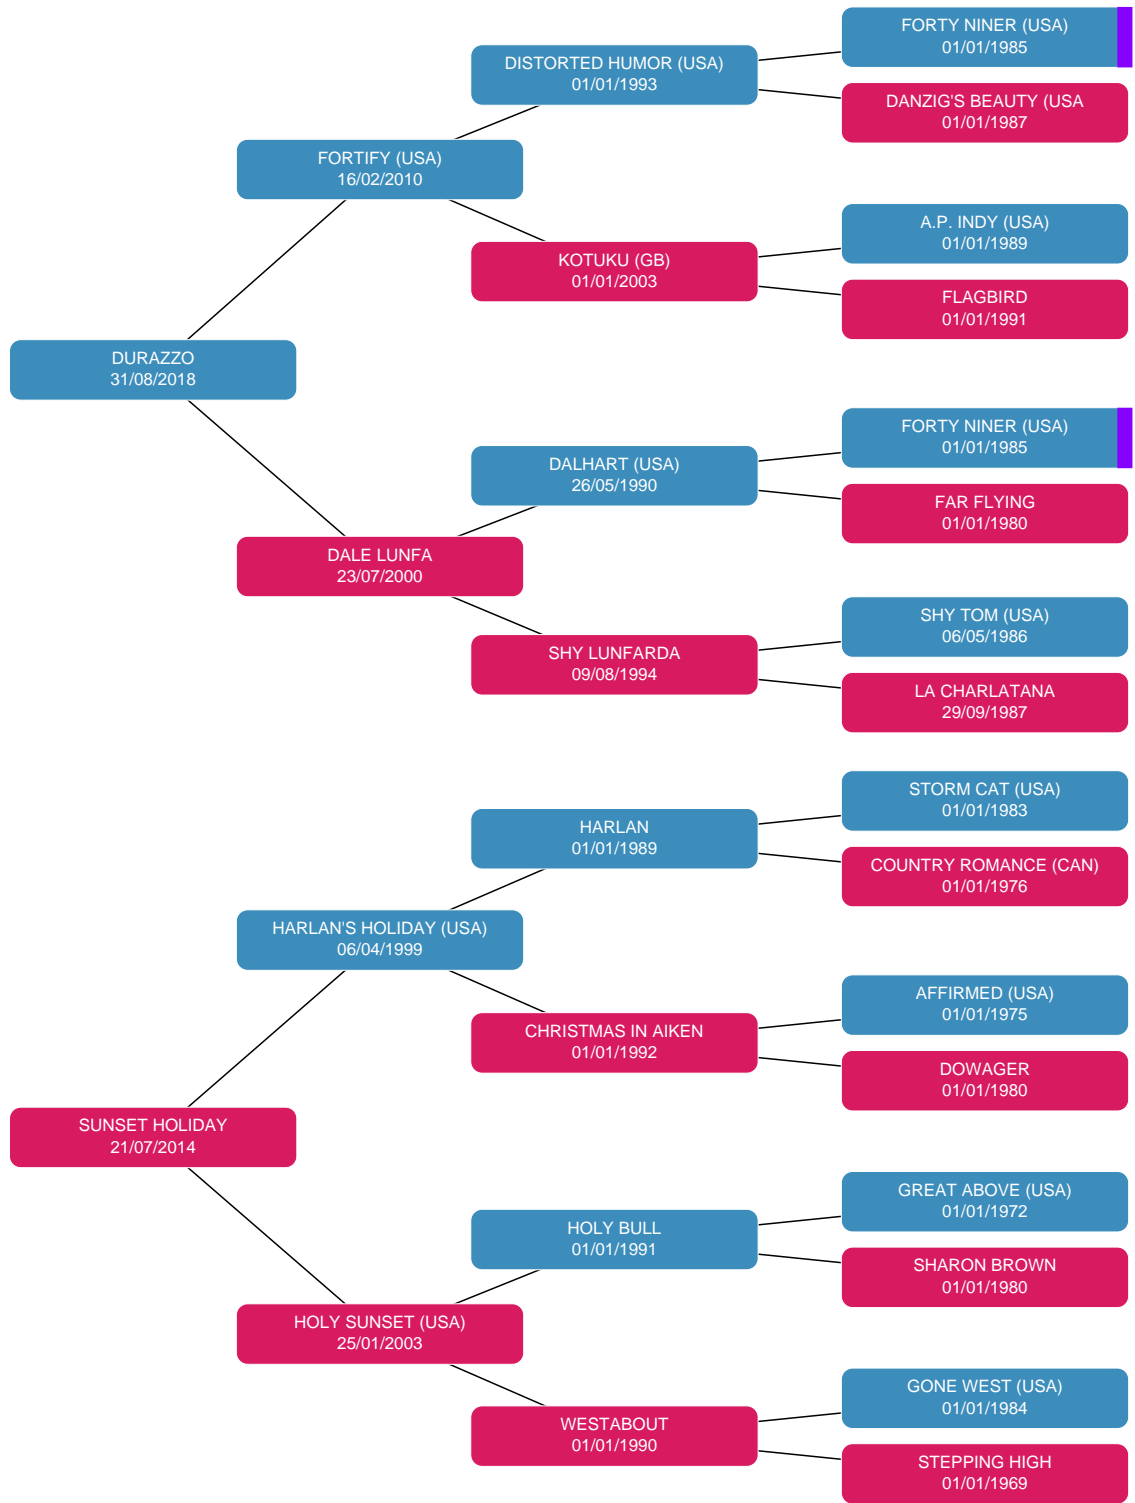 FORTY NINER (USA)
01/01/1985
DISTORTED HUMOR (USA)
01/01/1993
DANZIG'S BEAUTY (USA
01/01/1987
FORTIFY (USA)
16/02/2010
A.P. INDY (USA)
01/01/1989
KOTUKU (GB)
01/01/2003
FLAGBIRD
01/01/1991
DURAZZO
31/08/2018
FORTY NINER (USA)
01/01/1985
DALHART (USA)
26/05/1990
FAR FLYING
01/01/1980
DALE LUNFA
23/07/2000
SHY TOM (USA)
06/05/1986
SHY LUNFARDA
09/08/1994
LA CHARLATANA
29/09/1987
STORM CAT (USA)
01/01/1983
HARLAN
01/01/1989
COUNTRY ROMANCE (CAN)
01/01/1976
HARLAN'S HOLIDAY (USA)
06/04/1999
AFFIRMED (USA)
01/01/1975
CHRISTMAS IN AIKEN
01/01/1992
DOWAGER
01/01/1980
SUNSET HOLIDAY
21/07/2014
GREAT ABOVE (USA)
01/01/1972
HOLY BULL
01/01/1991
SHARON BROWN
01/01/1980
HOLY SUNSET (USA)
25/01/2003
GONE WEST (USA)
01/01/1984
WESTABOUT
01/01/1990
STEPPING HIGH
01/01/1969